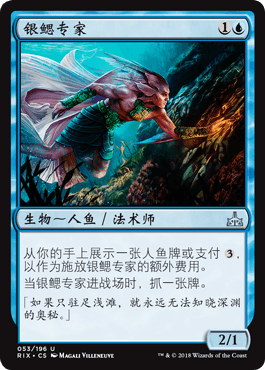 银鳃专家 1
生物～人鱼／法术师
从你的手上展示一张人鱼牌或支付 3，
以作为施放银鳃专家的额外费用。
当银鳃专家进战场时，抓一张牌。
「如果只驻足浅滩，就永远无法知晓深渊
的奥秘。」
2/1
053/196 U
RIX • CS MAGALI VILLENEUVE
™ & © 2018 Wizards of the Coast